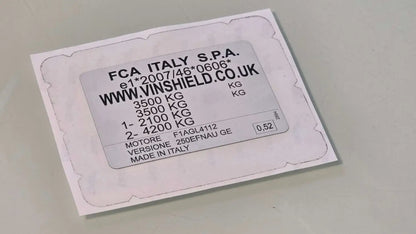 FCA ITALY S.P.A.
e1*2007/46*0606*
WWW.VINSHIELD.CO.UK
3500 KG KG
3500 KG KG
1- 2100 KG
2- 4200 KG
MOTORE F1AGL4112
VERSIONE 250EFNAU GE 0.52
MADE IN ITALY